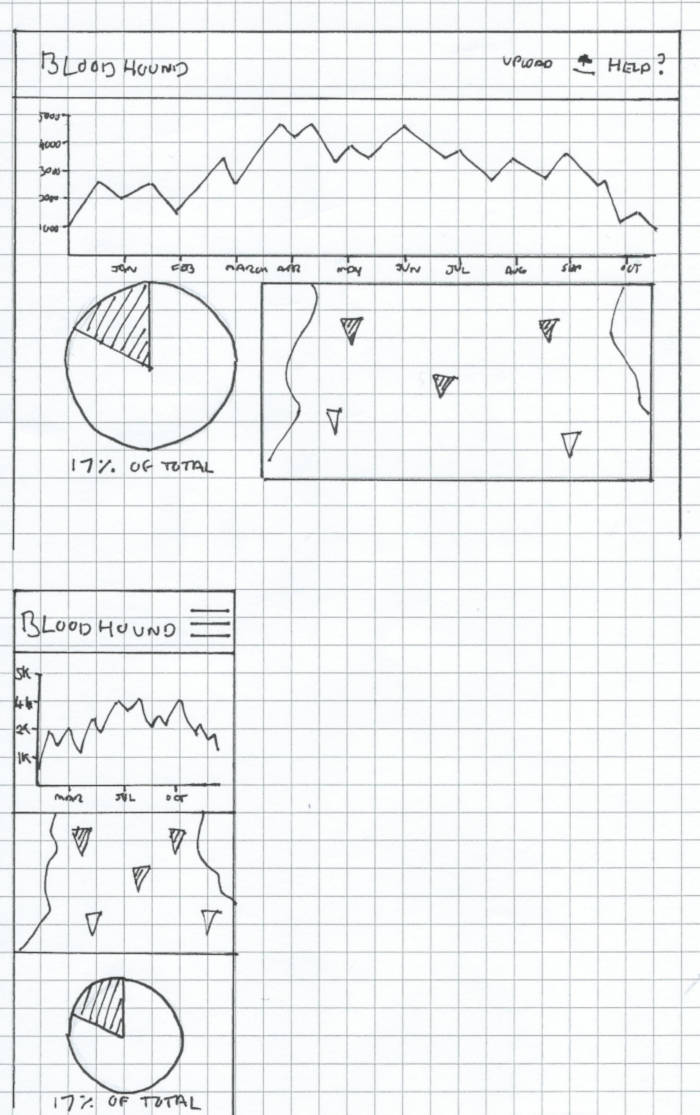 BLOODHOUND
UPLOAD HELP?
5000
4000
3000
2000
1000
JAN FEB MARCH APR MAY JUN JUL AUG SEP OCT
17% OF TOTAL
BLOODHOUND
5K
4K
2K
1K
MAR JUL OCT
17% OF TOTAL